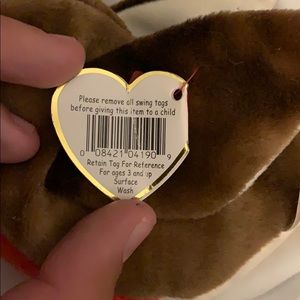 Please remove all swing tags
before giving this item to a child
0 08421 04190 9
Retain Tag For Reference
For ages 3 and up
Surface
Wash